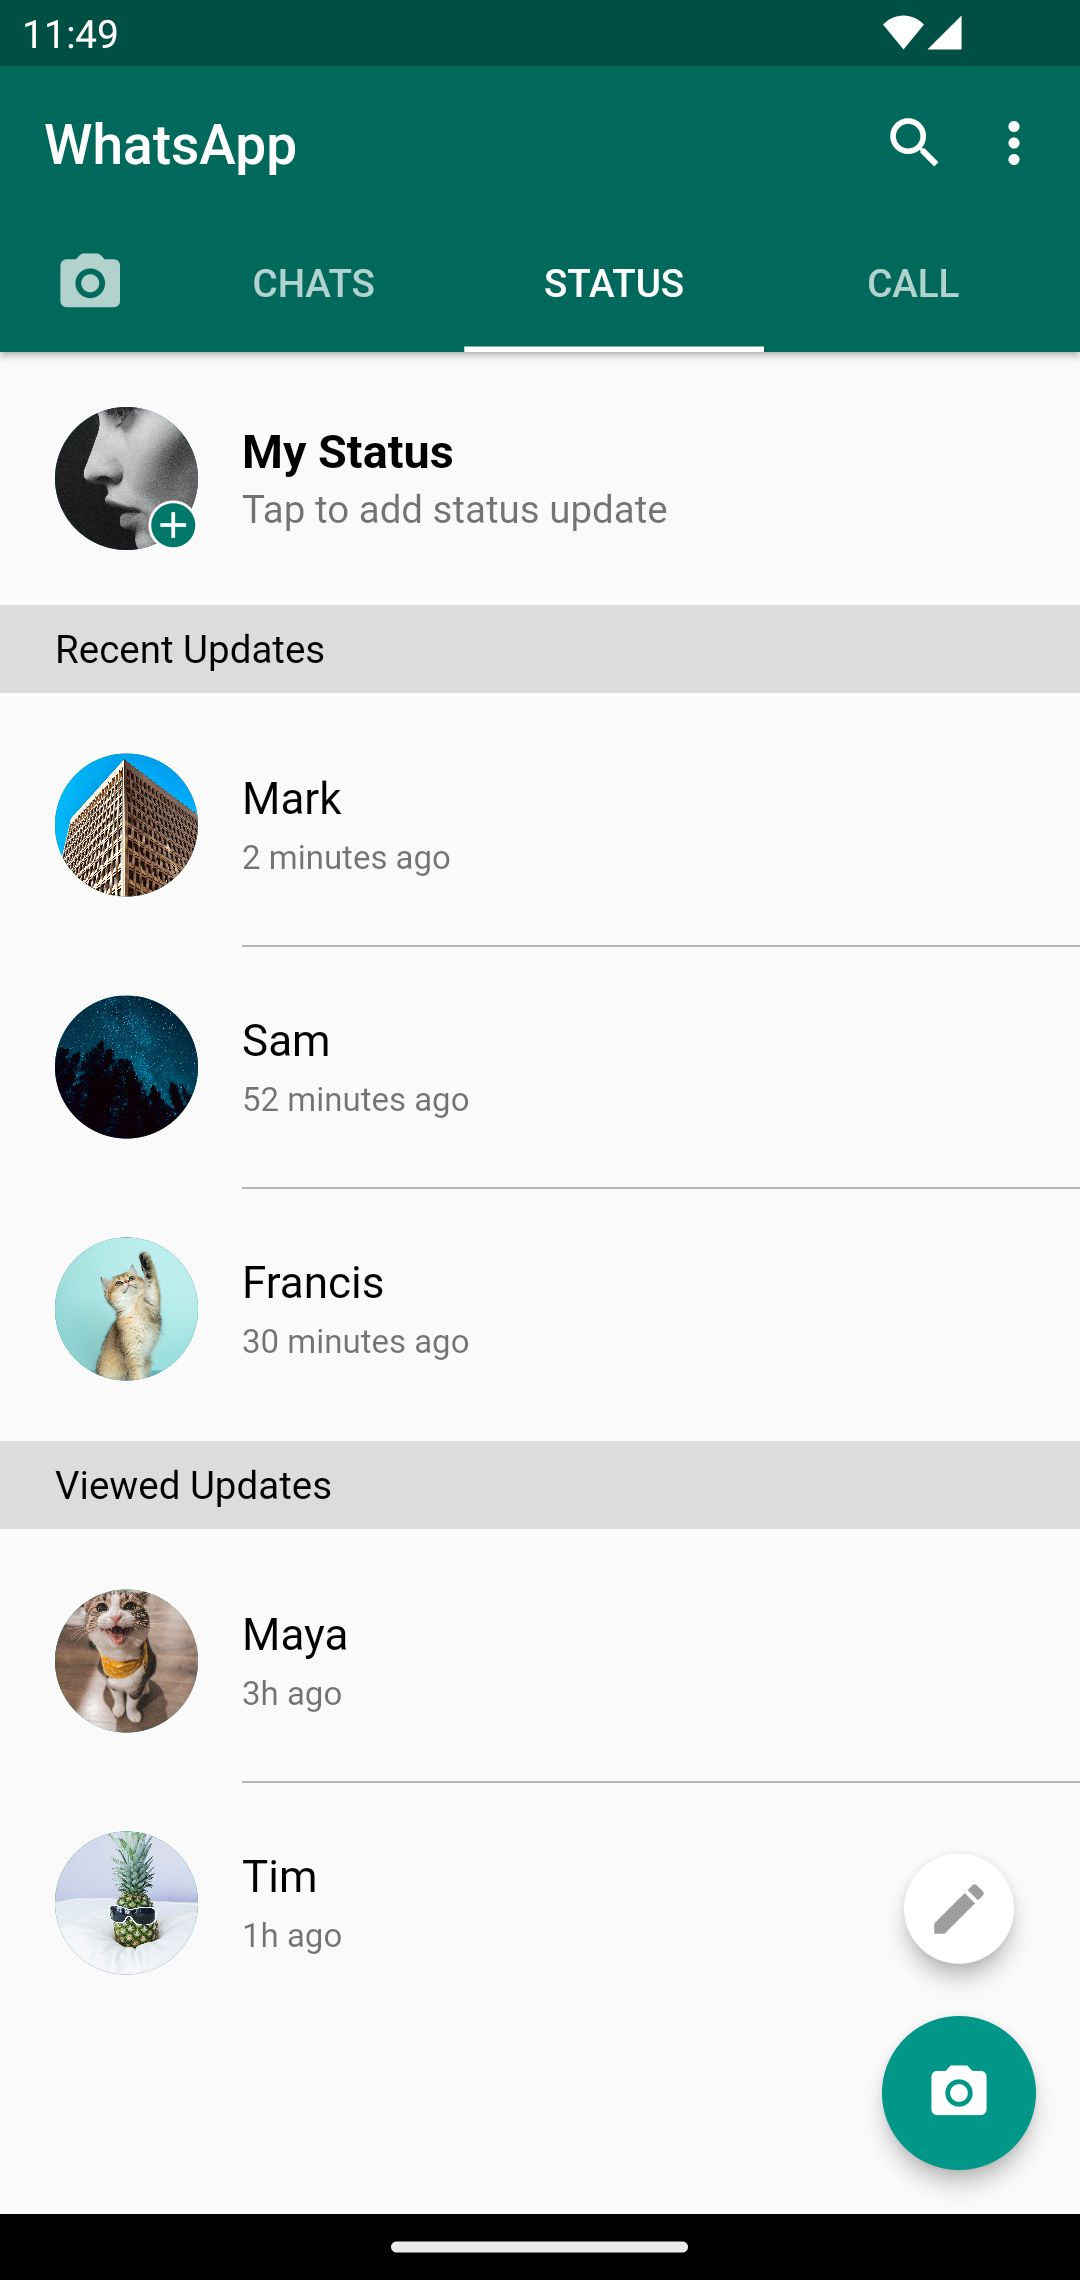 11:49
WhatsApp
CHATS
STATUS
CALL
My Status
Tap to add status update
Recent Updates
Mark
2 minutes ago
Sam
52 minutes ago
Francis
30 minutes ago
Viewed Updates
Maya
3h ago
Tim
1h ago